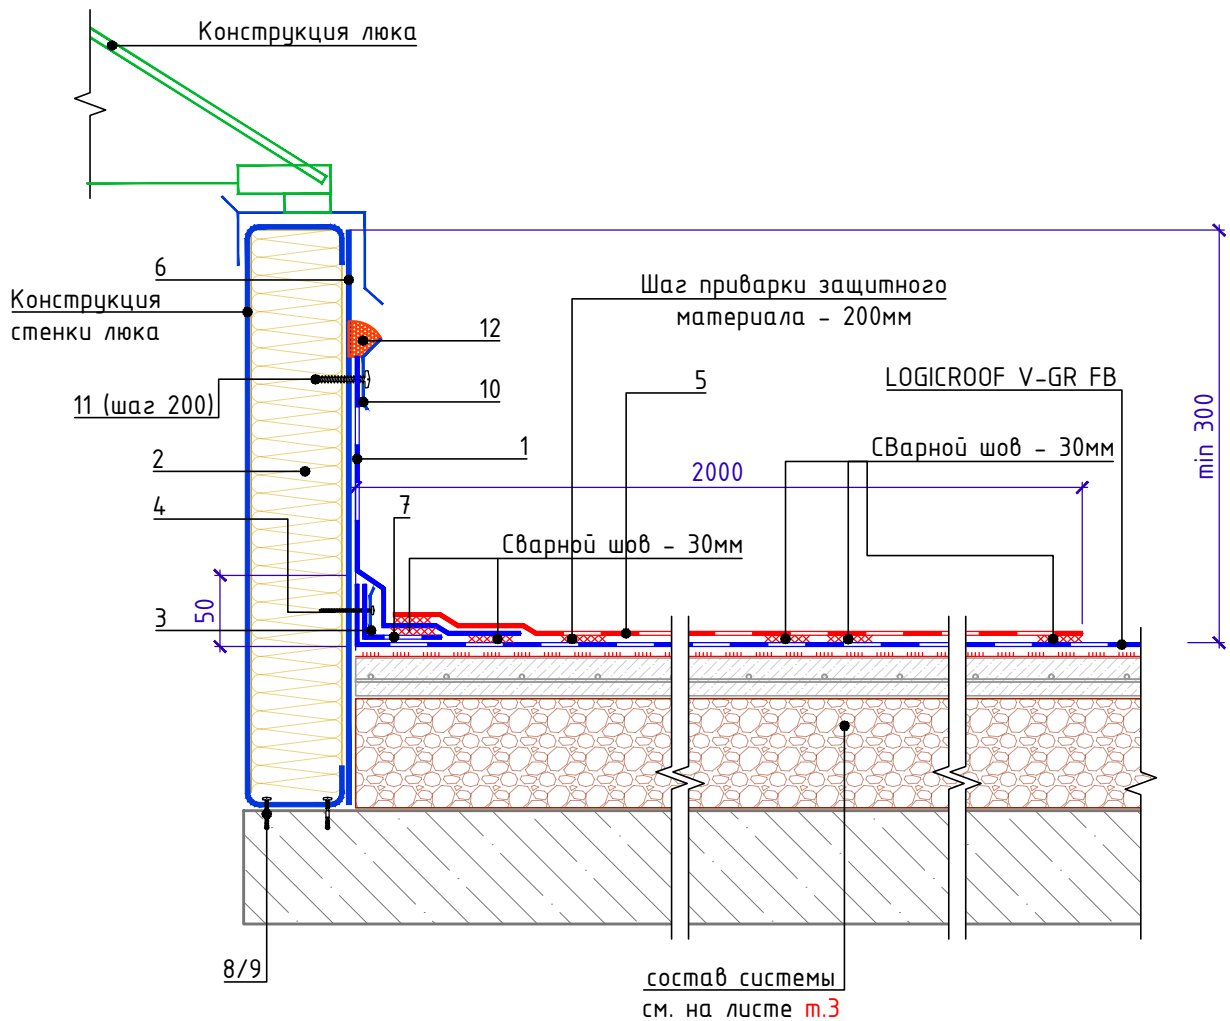 Конструкция люка
6
Конструкция
стенки люка
Шаг приварки защитного
материала - 200мм
12
5
LOGICROOF V-GR FB
10
11 (шаг 200)
min 300
1
СВарной шов - 30мм
2
2000
4
7
Сварной шов - 30мм
50
3
8/9
состав системы
см. на листе т.3